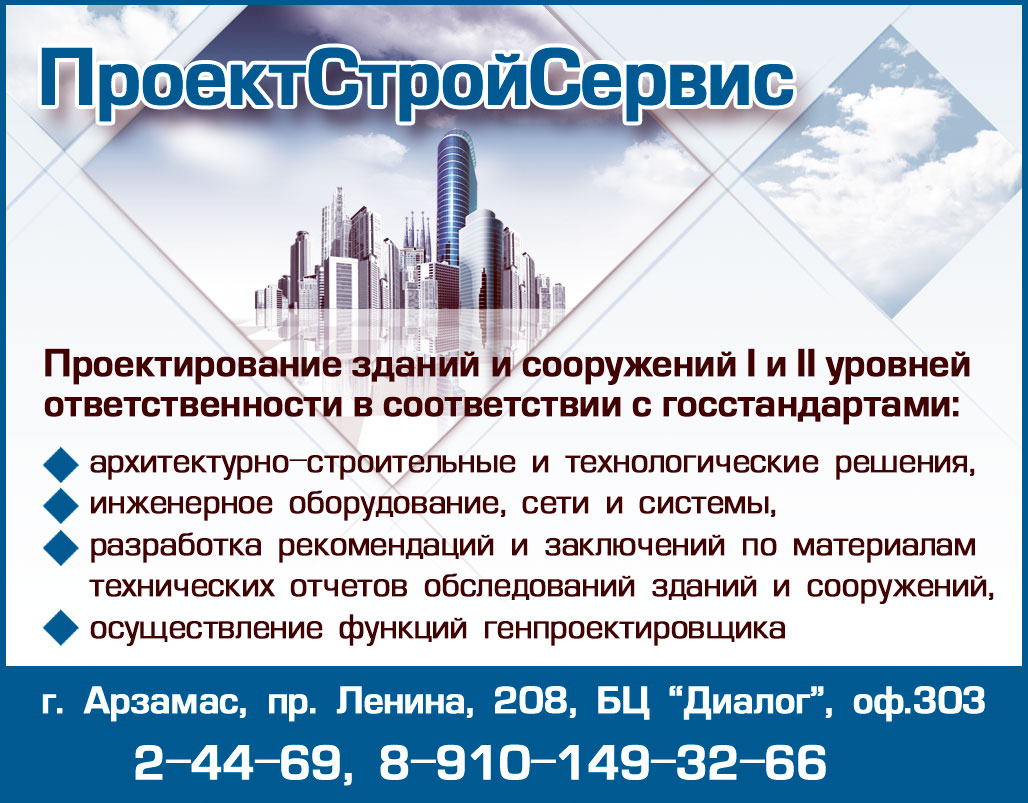 ПроектСтройСервис
Проектирование зданий и сооружений I и II уровней
ответственности в соответствии с госстандартами:
архитектурно–строительные и технологические решения,
инженерное оборудование, сети и системы,
разработка рекомендаций и заключений по материалам
технических отчетов обследований зданий и сооружений,
осуществление функций генпроектировщика
г. Арзамас, пр. Ленина, 208, БЦ “Диалог”, оф.303
2–44–69, 8–910–149–32–66